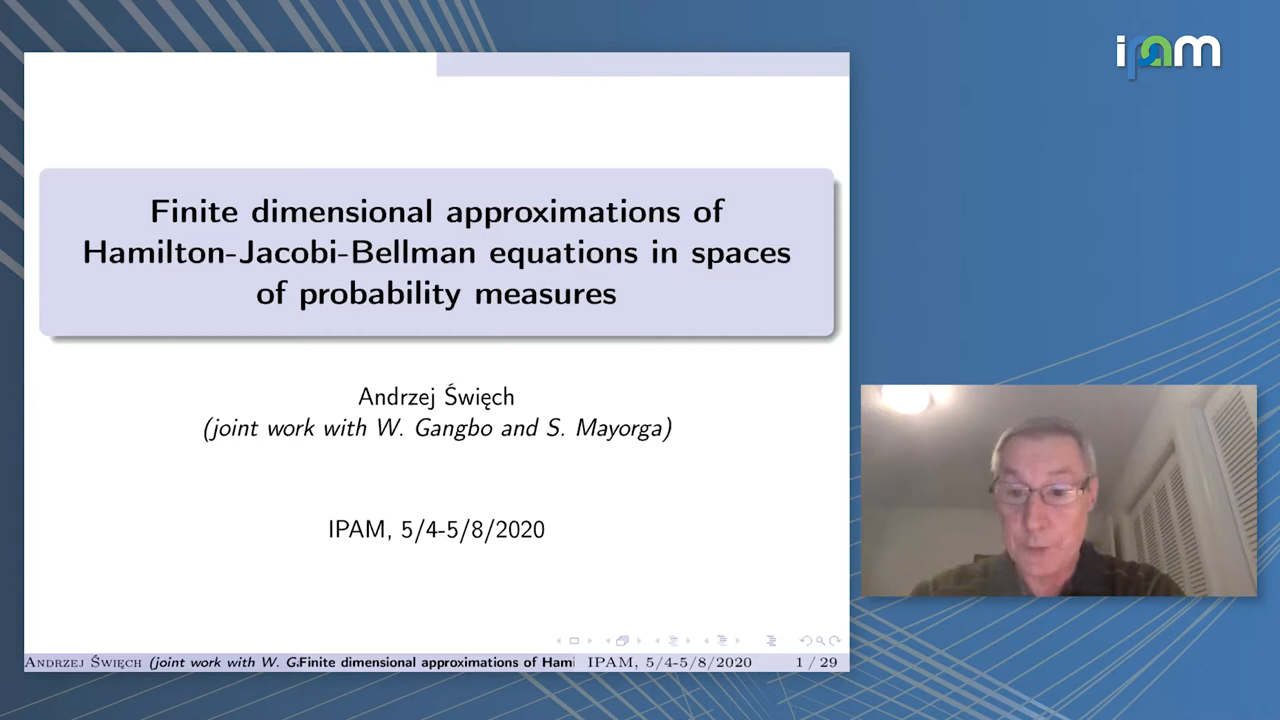 ipam
Finite dimensional approximations of
Hamilton-Jacobi-Bellman equations in spaces
of probability measures
Andrzej Święch
(joint work with W. Gangbo and S. Mayorga)
IPAM, 5/4-5/8/2020
Andrzej Święch (joint work with W. G.Finite dimensional approximations of Hami IPAM, 5/4-5/8/2020 1 / 29